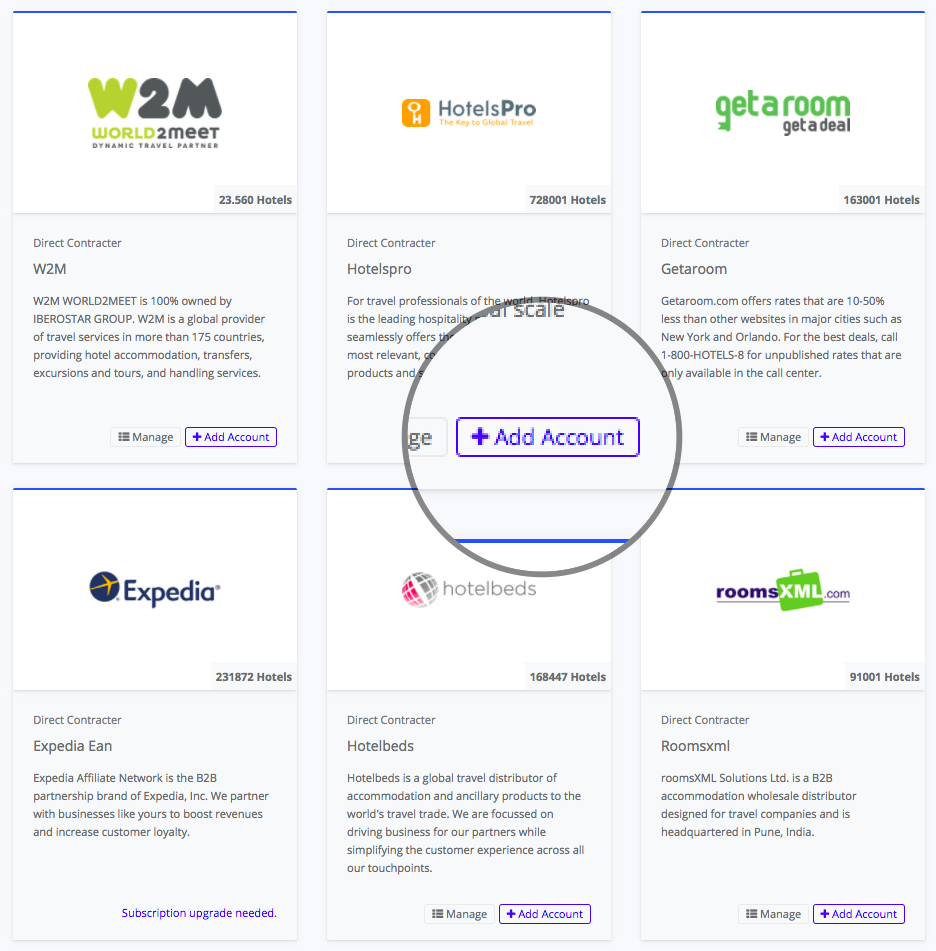 W2M
WORLD2MEET
DYNAMIC TRAVEL PARTNER
23.560 Hotels
Direct Contracter
W2M
W2M WORLD2MEET is 100% owned by
IBEROSTAR GROUP. W2M is a global provider
of travel services in more than 175 countries,
providing hotel accommodation, transfers,
excursions and tours, and handling services.
Manage
Add Account
HotelsPro
The Key to Global Travel
728001 Hotels
Direct Contracter
Hotelspro
For travel professionals of the world, Hotelspro
is the leading hospitality
seamlessly offers
most relevant,
products and
scale
ge
Add Account
get a room
get a deal
163001 Hotels
Direct Contracter
Getaroom
Getaroom.com offers rates that are 10-50%
less than other websites in major cities such as
New York and Orlando. For the best deals, call
1-800-HOTELS-8 for unpublished rates that are
only available in the call center.
Manage
Add Account
Expedia®
231872 Hotels
Direct Contracter
Expedia Ean
Expedia Affiliate Network is the B2B
partnership brand of Expedia, Inc. We partner
with businesses like yours to boost revenues
and increase customer loyalty.
Subscription upgrade needed.
hotelbeds
168447 Hotels
Direct Contracter
Hotelbeds
Hotelbeds is a global travel distributor of
accommodation and ancillary products to the
world's travel trade. We are focussed on
driving business for our partners while
simplifying the customer experience across all
our touchpoints.
Manage
Add Account
roomsXML.com
91001 Hotels
Direct Contracter
Roomsxml
roomsXML Solutions Ltd. is a B2B
accommodation wholesale distributor
designed for travel companies and is
headquartered in Pune, India.
Manage
Add Account